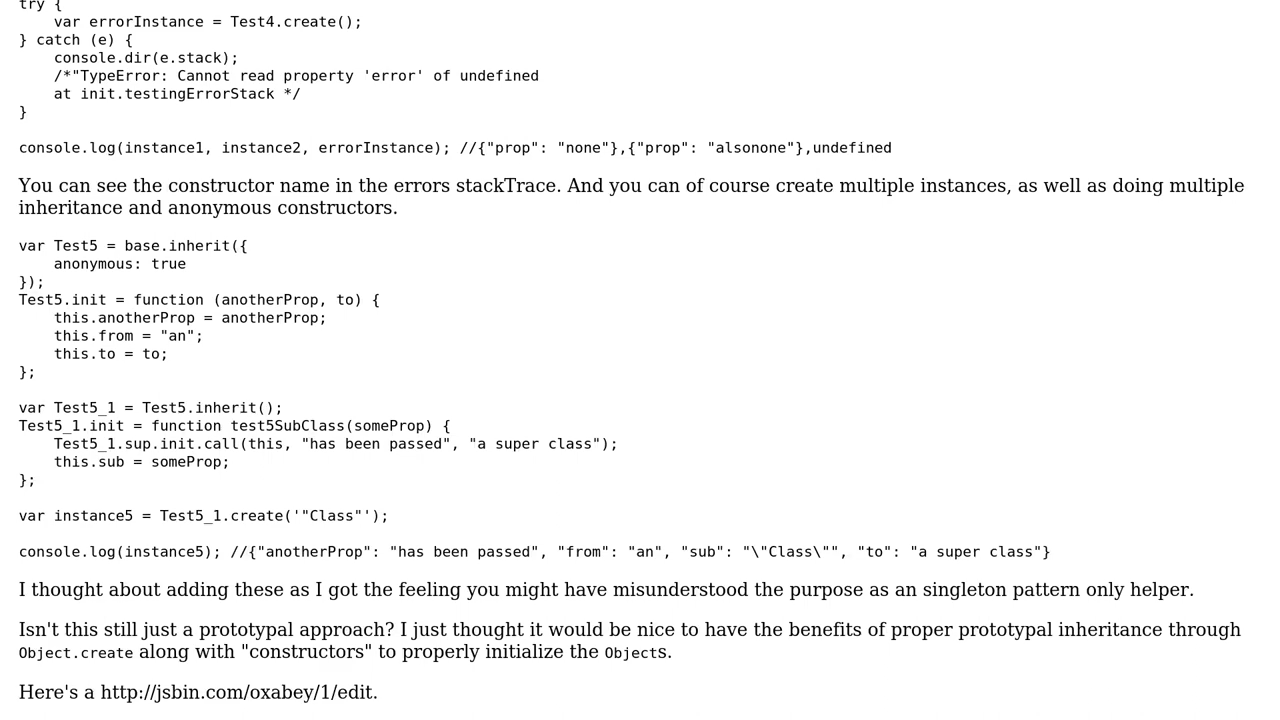 try {
    var errorInstance = Test4.create();
} catch (e) {
    console.dir(e.stack);
    /*"TypeError: Cannot read property 'error' of undefined
    at init.testingErrorStack */
}

console.log(instance1, instance2, errorInstance); //{"prop": "none"},{"prop": "alsonone"},undefined

You can see the constructor name in the errors stackTrace. And you can of course create multiple instances, as well as doing multiple
inheritance and anonymous constructors.

var Test5 = base.inherit({
    anonymous: true
});
Test5.init = function (anotherProp, to) {
    this.anotherProp = anotherProp;
    this.from = "an";
    this.to = to;
};

var Test5_1 = Test5.inherit();
Test5_1.init = function test5SubClass(someProp) {
    Test5_1.sup.init.call(this, "has been passed", "a super class");
    this.sub = someProp;
};

var instance5 = Test5_1.create('"Class"');

console.log(instance5); //{"anotherProp": "has been passed", "from": "an", "sub": "\"Class\"", "to": "a super class"}

I thought about adding these as I got the feeling you might have misunderstood the purpose as an singleton pattern only helper.

Isn't this still just a prototypal approach? I just thought it would be nice to have the benefits of proper prototypal inheritance through
Object.create along with "constructors" to properly initialize the Objects.

Here's a http://jsbin.com/oxabey/1/edit.